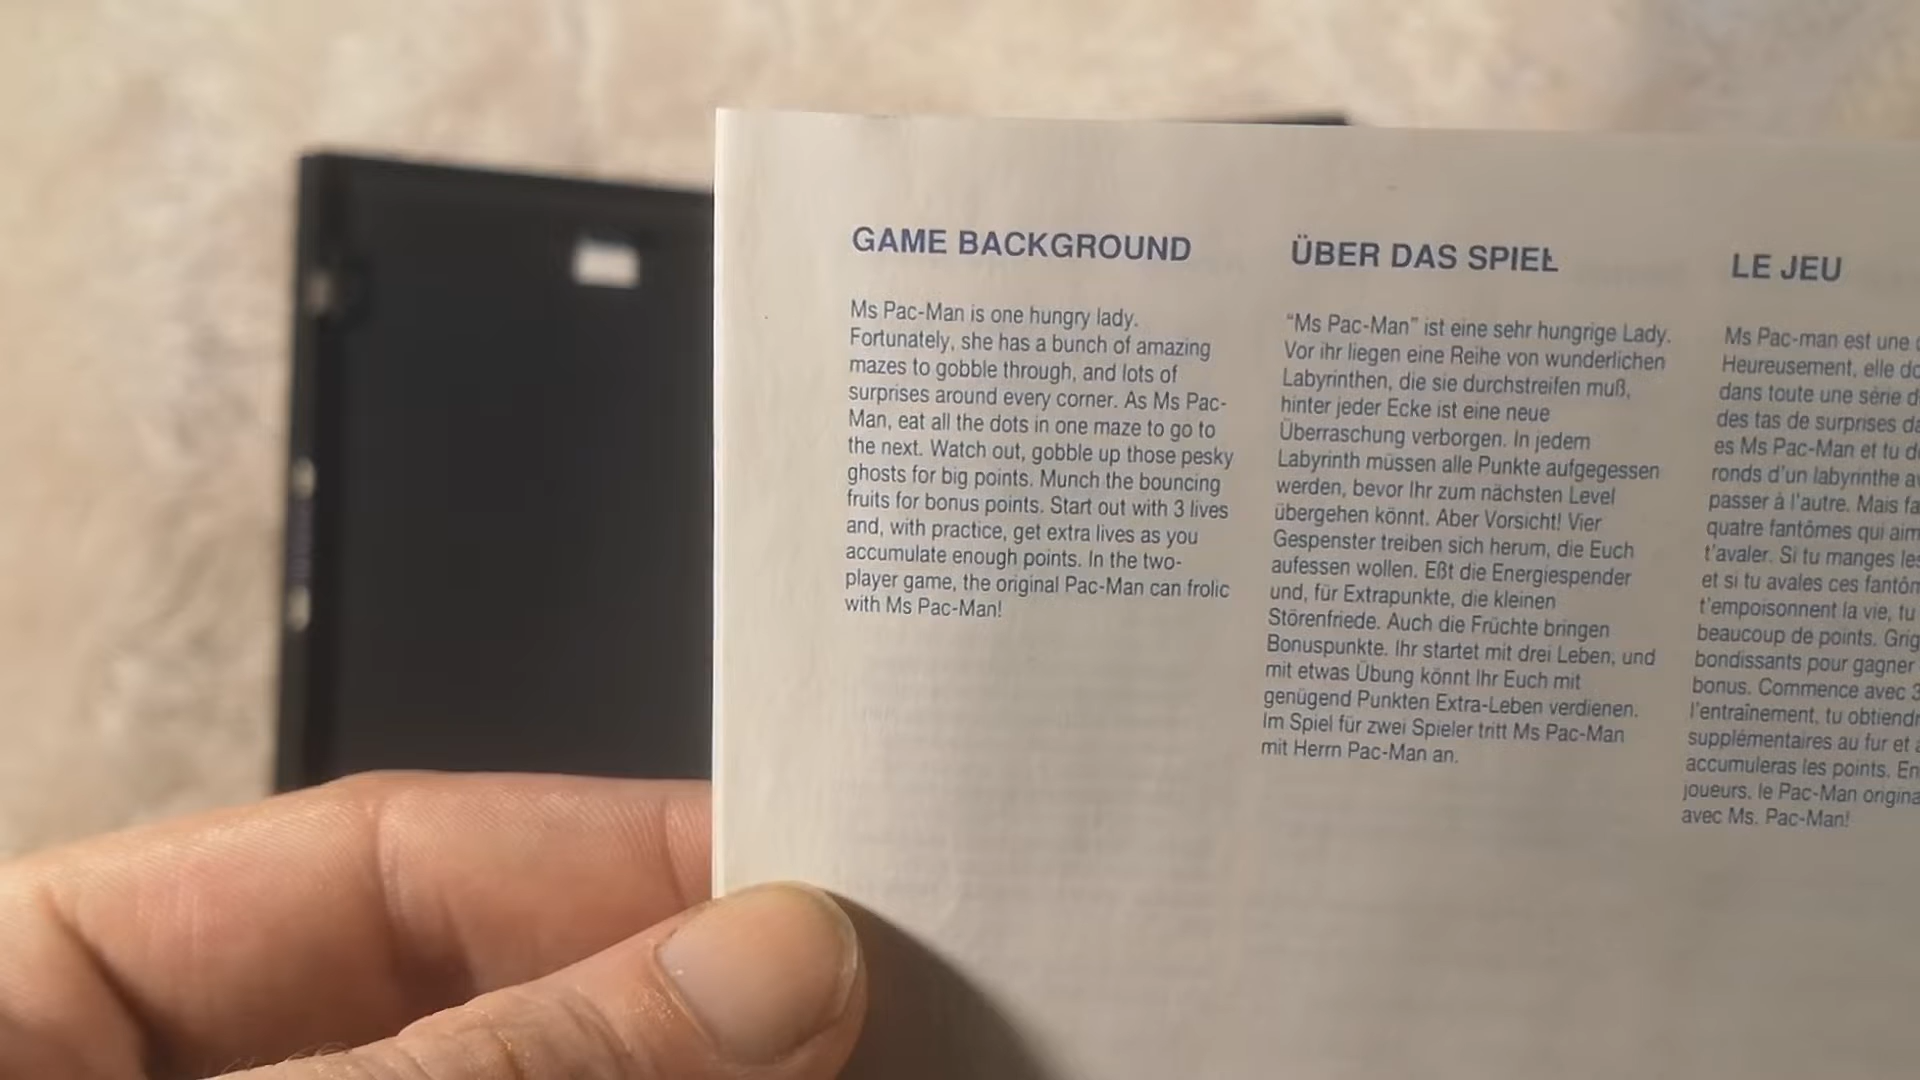 GAME BACKGROUND
Ms Pac-Man is one hungry lady.
Fortunately, she has a bunch of amazing
mazes to gobble through, and lots of
surprises around every corner. As Ms Pac-
Man, eat all the dots in one maze to go to
the next. Watch out, gobble up those pesky
ghosts for big points. Munch the bouncing
fruits for bonus points. Start out with 3 lives
and, with practice, get extra lives as you
accumulate enough points. In the two-
player game, the original Pac-Man can frolic
with Ms Pac-Man!
ÜBER DAS SPIEL
“Ms Pac-Man” ist eine sehr hungrige Lady.
Vor ihr liegen eine Reihe von wunderlichen
Labyrinthen, die sie durchstreifen muß,
hinter jeder Ecke ist eine neue
Überraschung verborgen. In jedem
Labyrinth müssen alle Punkte aufgegessen
werden, bevor Ihr zum nächsten Level
übergehen könnt. Aber Vorsicht! Vier
Gespenster treiben sich herum, die Euch
aufessen wollen. Eßt die Energiespender
und, für Extrapunkte, die kleinen
Störenfriede. Auch die Früchte bringen
Bonuspunkte. Ihr startet mit drei Leben, und
mit etwas Übung könnt Ihr Euch mit
genügend Punkten Extra-Leben verdienen.
Im Spiel für zwei Spieler tritt Ms Pac-Man
mit Herrn Pac-Man an.
LE JEU
Ms Pac-man est une
Heureusement, elle
dans toute une série
des tas de surprises
es Ms Pac-Man et tu
ronds d'un labyrinthe
passer à l'autre. Mais
quatre fantômes qui
t'avaler. Si tu manges
et si tu avales ces
t'empoisonnent la vie, tu
beaucoup de points.
bondissants pour gagner
bonus. Commence avec 3
l'entraînement, tu
supplémentaires au fur et
accumuleras les points. En
joueurs, le Pac-Man
avec Ms. Pac-Man!